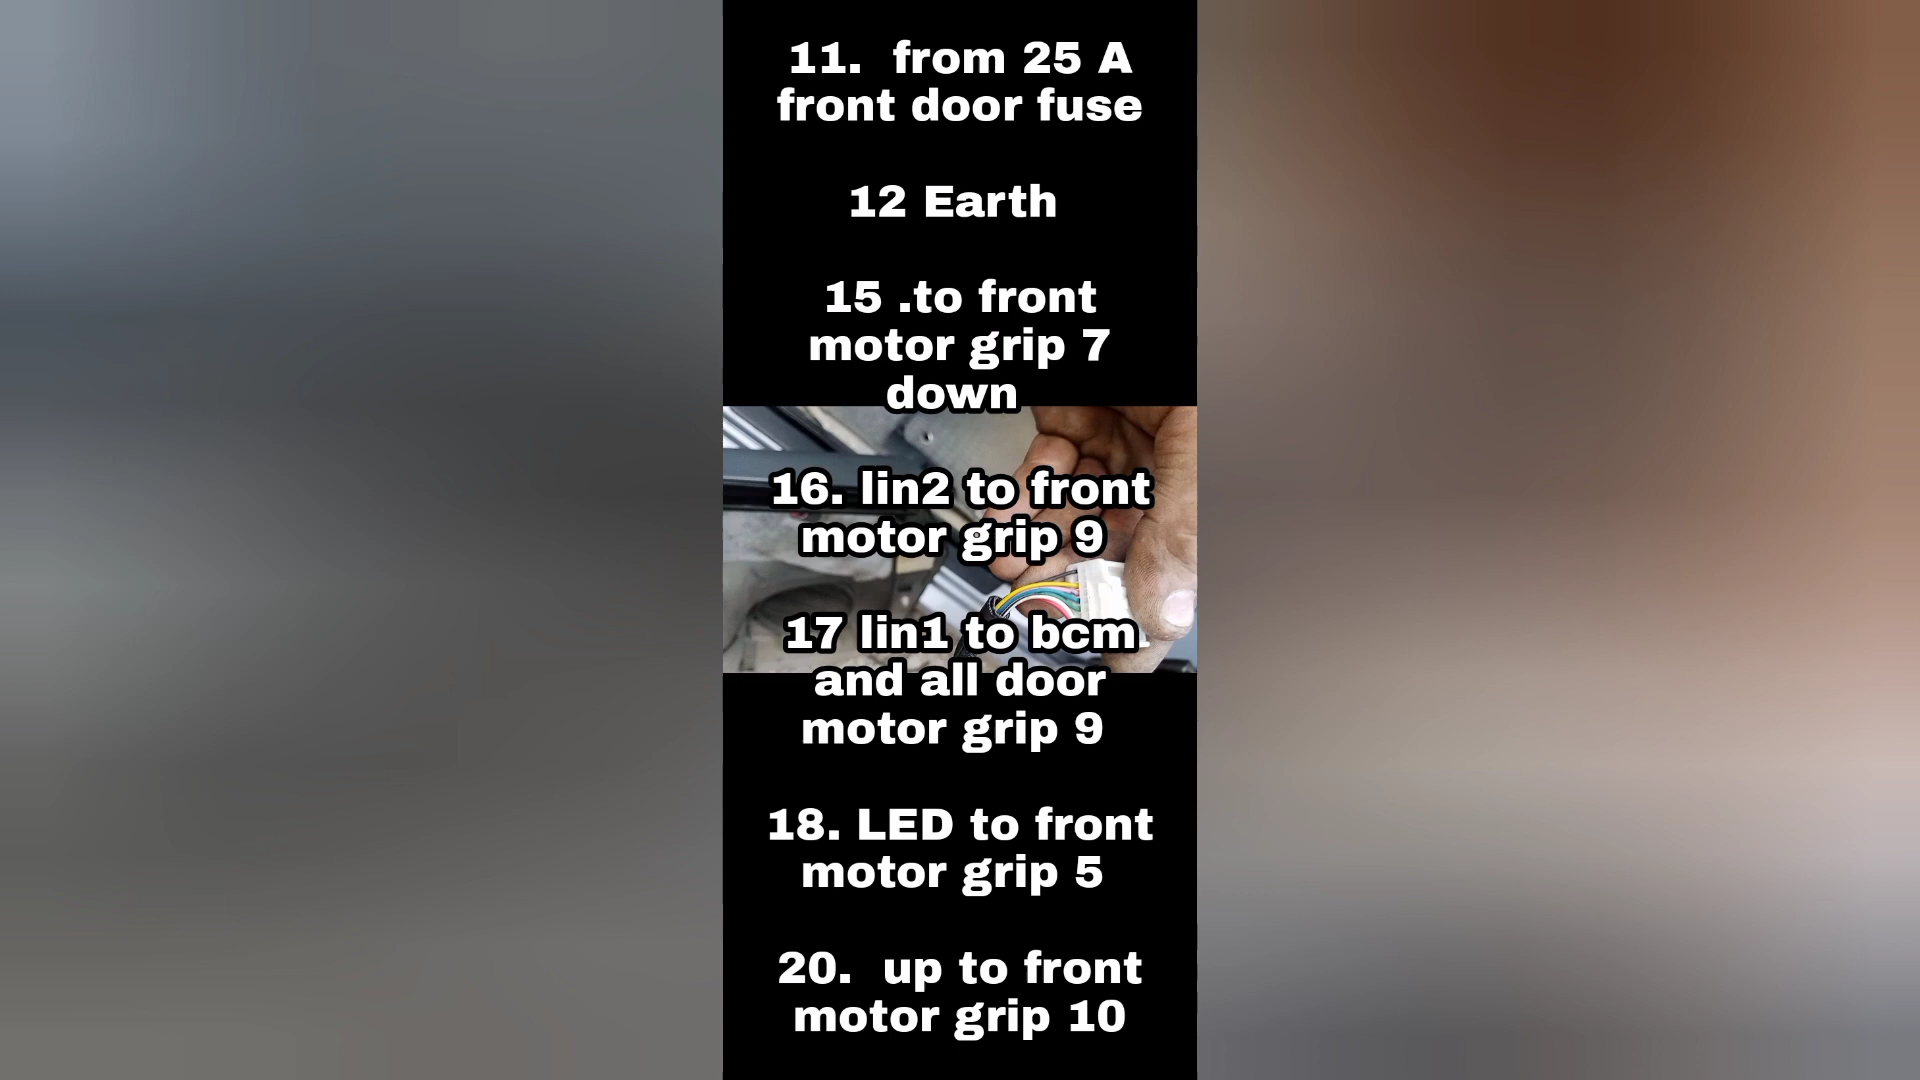 11.  from 25 A
front door fuse
12 Earth
15 .to front
motor grip 7
down
16. lin2 to front
motor grip 9
17 lin1 to bcm
and all door
motor grip 9
18. LED to front
motor grip 5
20.  up to front
motor grip 10